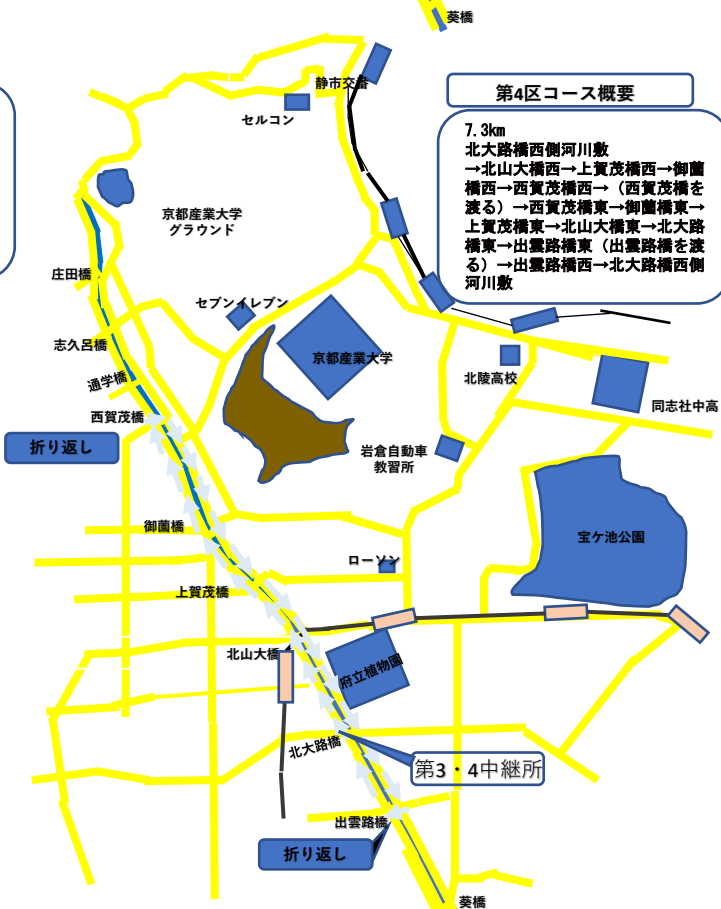 葵橋
静市交番
セルコン
第4区コース概要
7.3km
北大路橋西側河川敷
→北山大橋西→上賀茂橋西→御薗
橋西→西賀茂橋西→（西賀茂橋を
渡る）→西賀茂橋東→御薗橋東→
上賀茂橋東→北山大橋東→北大路
橋東→出雲路橋東（出雲路橋を渡
る）→出雲路橋西→北大路橋西側
河川敷
京都産業大学
グラウンド
庄田橋
セブンイレブン
志久呂橋
京都産業大学
通学橋
北陵高校
同志社中高
西賀茂橋
折り返し
岩倉自動車
教習所
御薗橋
宝ケ池公園
ローソン
上賀茂橋
北山大橋
府立植物園
北大路橋
第3・4中継所
出雲路橋
折り返し
葵橋